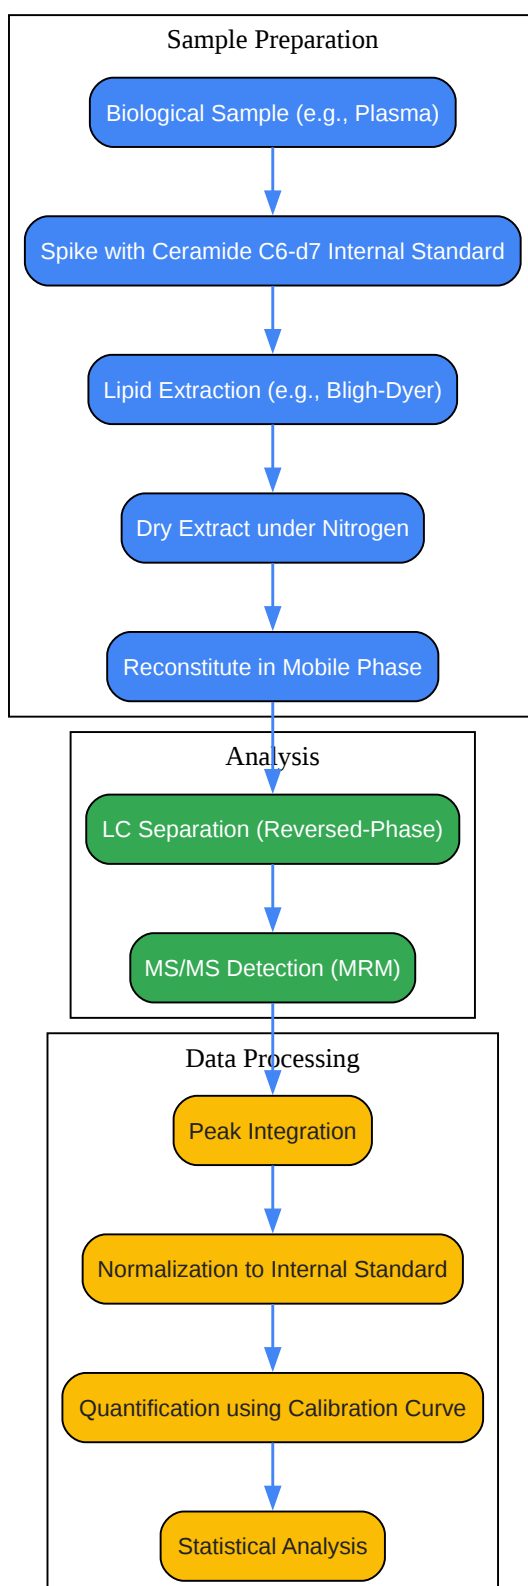 Sample Preparation
Biological Sample (e.g., Plasma)
Spike with Ceramide C6-d7 Internal Standard
Lipid Extraction (e.g., Bligh-Dyer)
Dry Extract under Nitrogen
Reconstitute in Mobile Phase
Analysis
LC Separation (Reversed-Phase)
MS/MS Detection (MRM)
Data Processing
Peak Integration
Normalization to Internal Standard
Quantification using Calibration Curve
Statistical Analysis